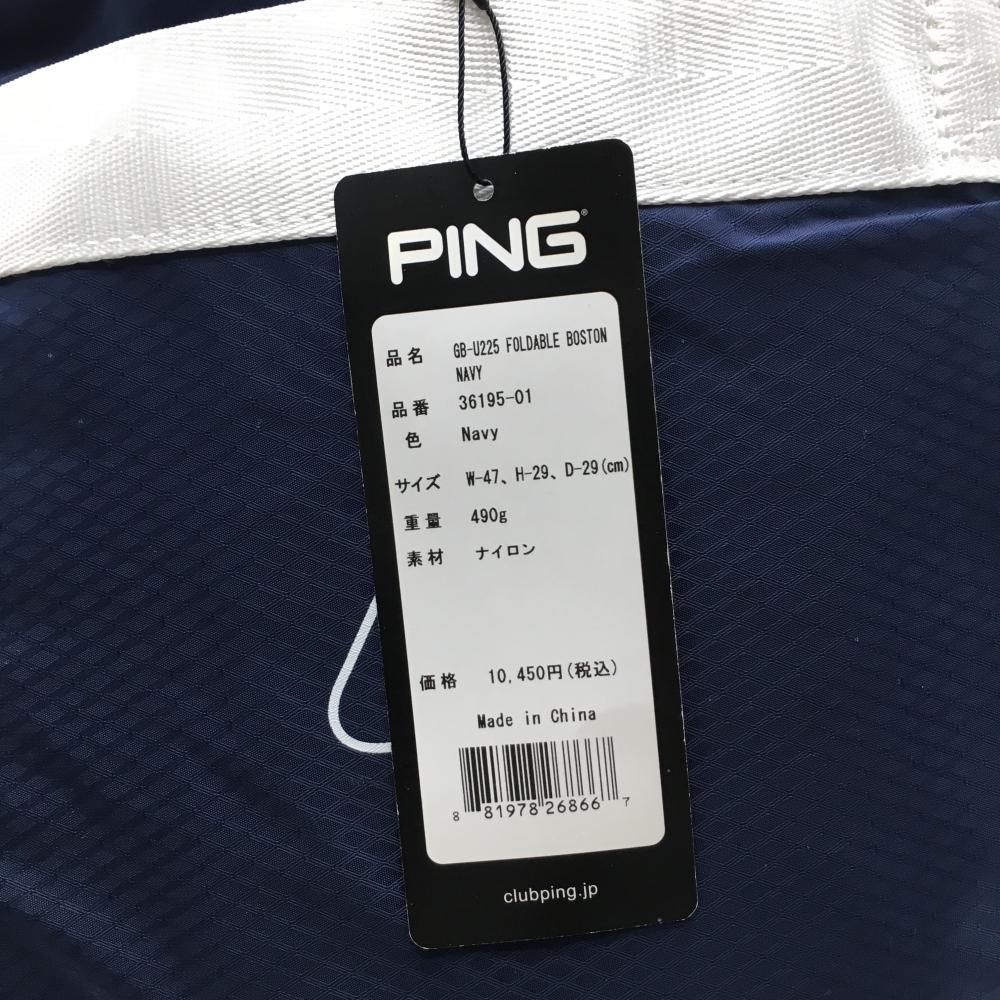 PING®
品名 GB-U225 FOLDABLE BOSTON
NAVY
品番 36195-01
色 Navy
サイズ W-47、H-29、D-29(cm)
重量 490g
素材 ナイロン
価格 10,450円(税込)
Made in China
8 81978 26866 7
clubping.jp